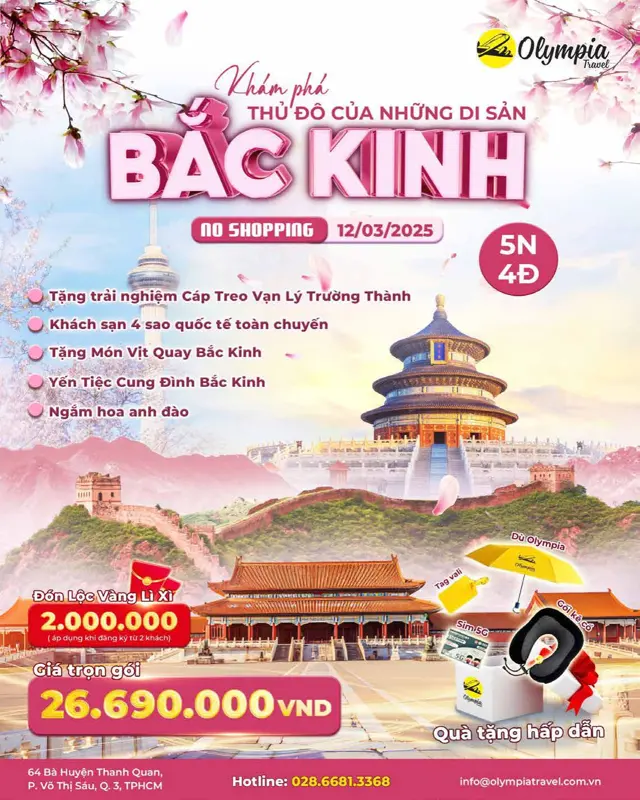 Olympia
Travel
Khám phá
THỦ ĐÔ CỦA NHỮNG DI SẢN
BẮC KINH
NO SHOPPING 12/03/2025
5N
4Đ
Tặng trải nghiệm Cáp Treo Vạn Lý Trường Thành
Khách sạn 4 sao quốc tế toàn chuyến
Tặng Món Vịt Quay Bắc Kinh
Yến Tiệc Cung Đình Bắc Kinh
Ngắm hoa anh đào
Đón Lộc Vàng Lì Xì
2.000.000
( áp dụng khi đăng ký từ 2 khách)
Giá trọn gói
26.690.000 VND
Dù Olympia
Olympia
Tag vali
Gối kê cổ
Sim 5G
5G
Olympia
Quà tặng hấp dẫn
64 Bà Huyện Thanh Quan,
P. Võ Thị Sáu, Q. 3, TPHCM
Hotline: 028.6681.3368
info@olympiatravel.com.vn